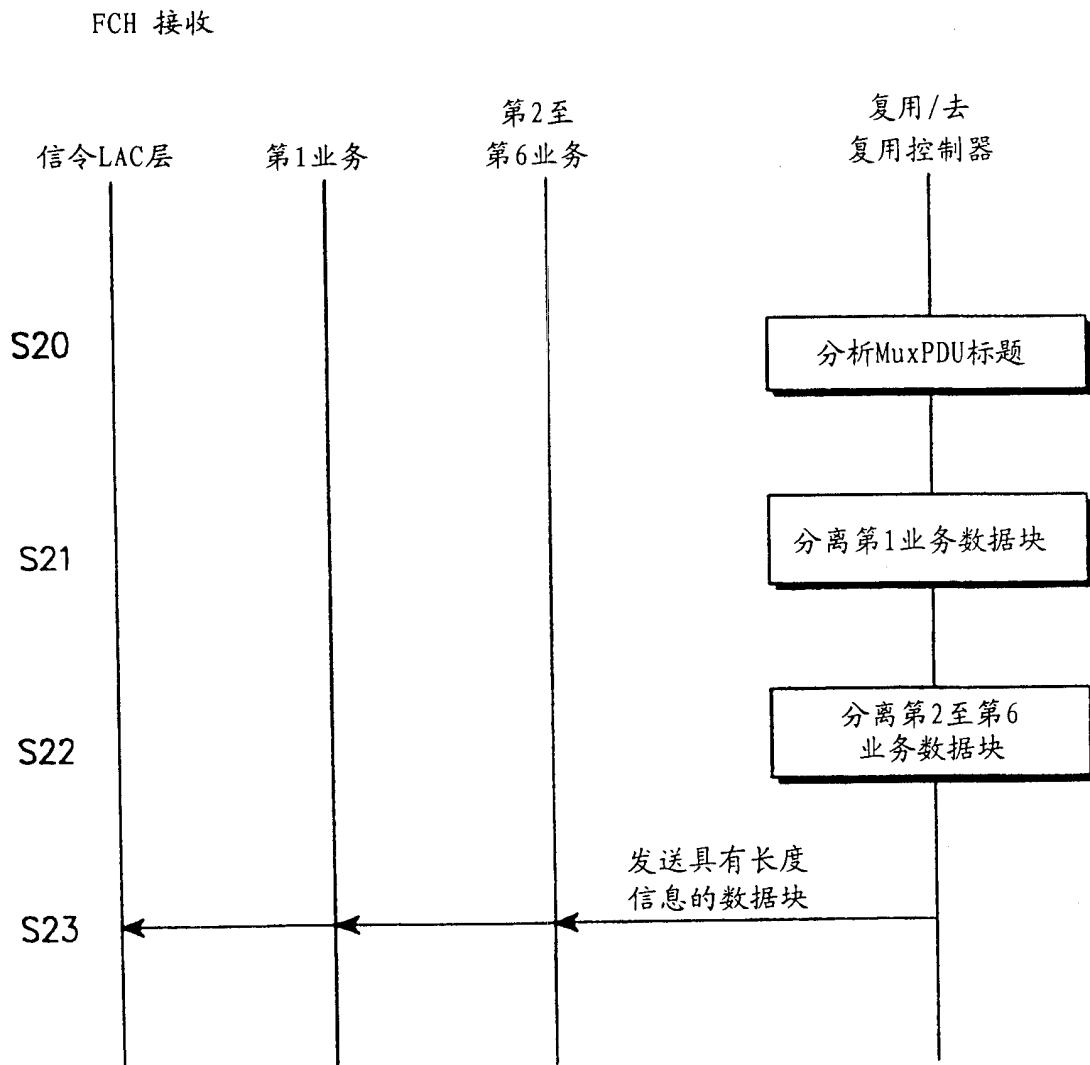 FCH 接收
信令LAC层
第1业务
第2至
第6业务
复用/去
复用控制器
S20
分析MuxPDU标题
S21
分离第1业务数据块
S22
分离第2至第6
业务数据块
发送具有长度
信息的数据块
S23